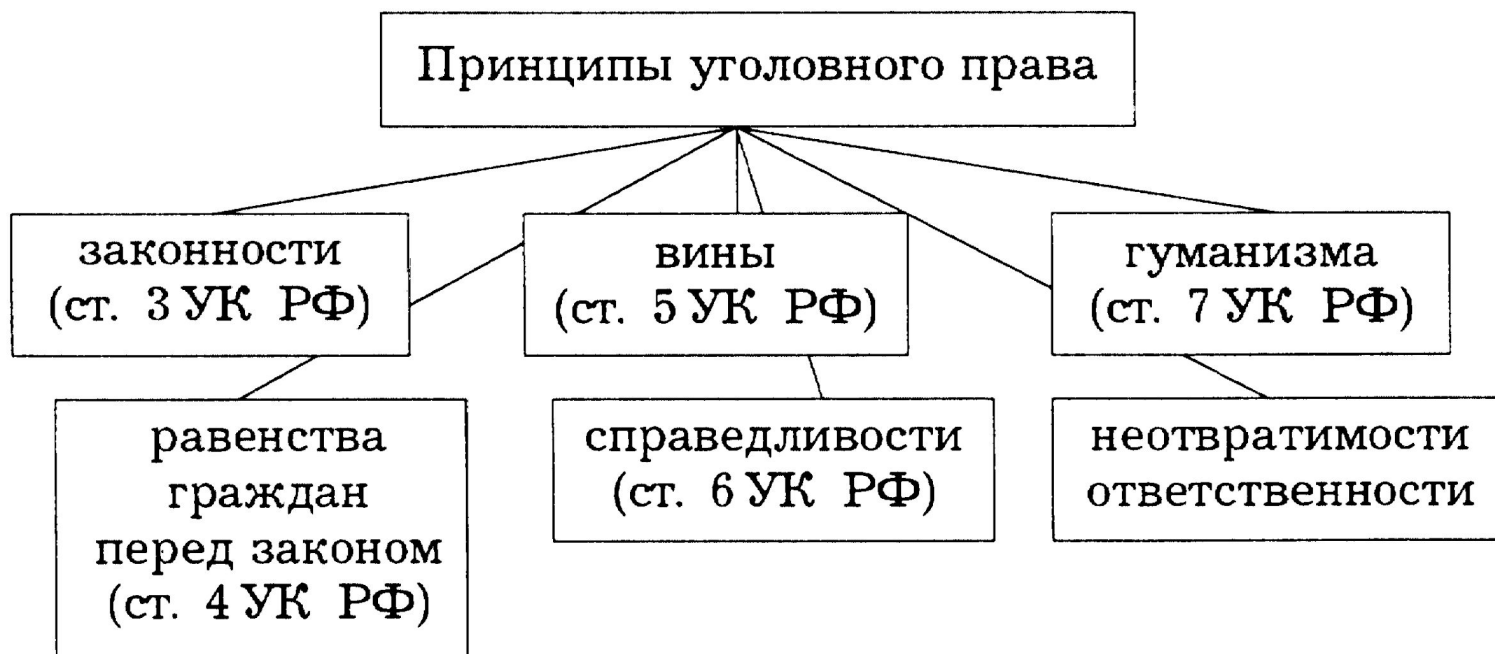 Принципы уголовного права
законности
(ст. 3 УК РФ)
вины
(ст. 5 УК РФ)
гуманизма
(ст. 7 УК РФ)
равенства
граждан
перед законом
(ст. 4 УК РФ)
справедливости
(ст. 6 УК РФ)
неотвратимости
ответственности